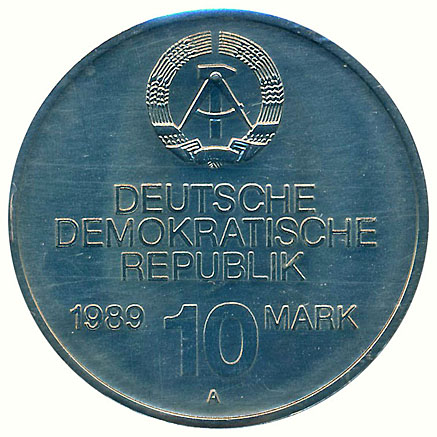 DEUTSCHE
DEMOKRATISCHE
REPUBLIK
1989 10 MARK
A